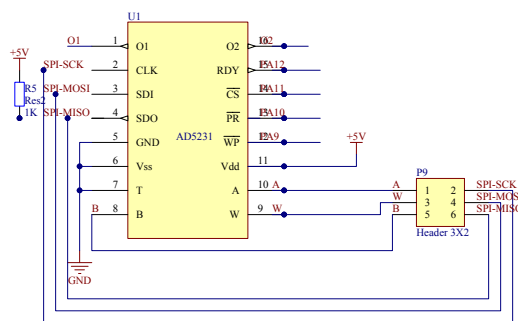 U1
O1 1 O1 O2 16 O2
+5V
SPI-SCK 2 CLK RDY 15 PA12
R5 SPI-MOSI 3 SDI CS 14 PA11
Res2
1K SPI-MISO 4 SDO PR 13 PA10
5 GND AD5231 WP 12 PA9
+5V
6 Vss Vdd 11
7 T A 10 A
B 8 B W 9 W
GND
P9
A 1 2 SPI-SCK
W 3 4 SPI-MOSI
B 5 6 SPI-MISO
Header 3X2